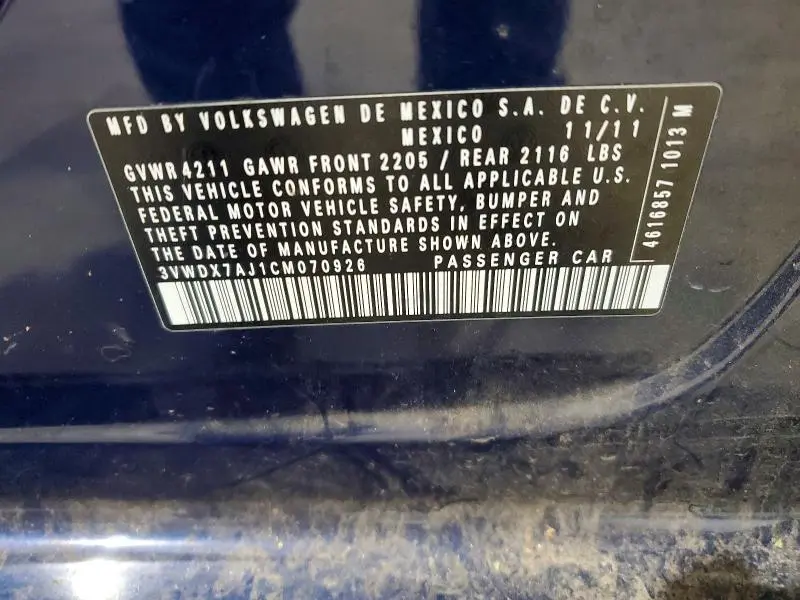 MFD BY VOLKSWAGEN DE MEXICO S.A. DE C.V.
MEXICO 11/11
GVWR 4211 GAWR FRONT 2205 / REAR 2116 LBS
THIS VEHICLE CONFORMS TO ALL APPLICABLE U.S.
FEDERAL MOTOR VEHICLE SAFETY, BUMPER AND
THEFT PREVENTION STANDARDS IN EFFECT ON
THE DATE OF MANUFACTURE SHOWN ABOVE.
3VWDX7AJ1CM070926 PASSENGER CAR
4616857 1013 M